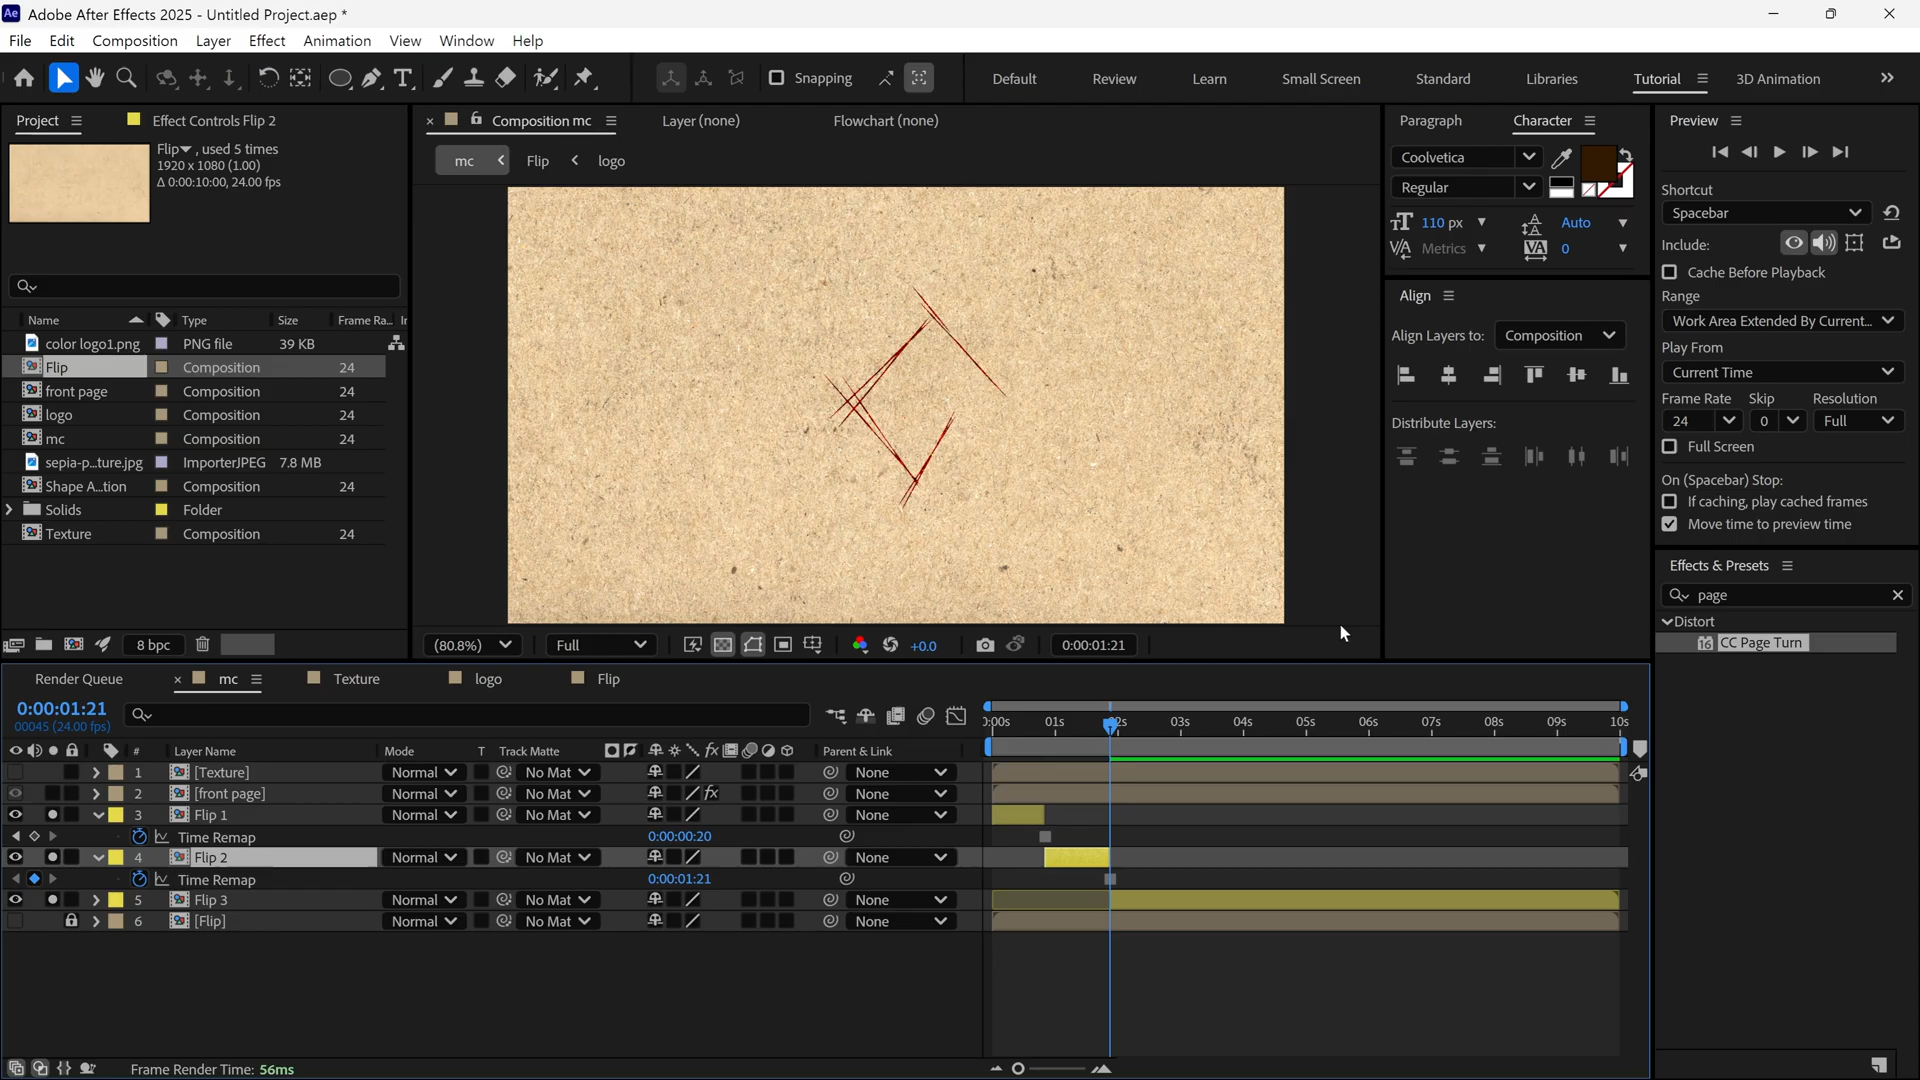 Adobe After Effects 2025 - Untitled Project.aep *
File Edit Composition Layer Effect Animation View Window Help
Snapping Default Review Learn Small Screen Standard Libraries Tutorial 3D Animation
Project Effect Controls Flip 2
Flip , used 5 times
1920 x 1080 (1.00)
Δ 0:00:10:00, 24.00 fps
Name Type Size Frame Ra... I
color logo1.png PNG file 39 KB
Flip Composition 24
front page Composition 24
logo Composition 24
mc Composition 24
sepia-p...ture.jpg ImporterJPEG 7.8 MB
Shape A...tion Composition 24
Solids Folder
Texture Composition 24
8 bpc
Composition mc Layer (none) Flowchart (none)
mc Flip logo
(80.8%) Full +0.0 0:00:01:21
Paragraph Character
Coolvetica
Regular
110 px Auto
Metrics 0
Align
Align Layers to: Composition
Distribute Layers:
Preview
Shortcut
Spacebar
Include:
Cache Before Playback
Range
Work Area Extended By Current...
Play From
Current Time
Frame Rate Skip Resolution
24 0 Full
Full Screen
On (Spacebar) Stop:
If caching, play cached frames
Move time to preview time
Effects & Presets
page
Distort
16 CC Page Turn
Render Queue mc Texture logo Flip
0:00:01:21
00045 (24.00 fps)
:00s 01s 2s 03s 04s 05s 06s 07s 08s 09s 10s
# Layer Name Mode T Track Matte fx Parent & Link
1 [Texture] Normal No Mat None
2 [front page] Normal No Mat fx None
3 Flip 1 Normal No Mat None
Time Remap 0:00:00:20
4 Flip 2 Normal No Mat None
Time Remap 0:00:01:21
5 Flip 3 Normal No Mat None
6 [Flip] Normal No Mat None
Frame Render Time: 56ms